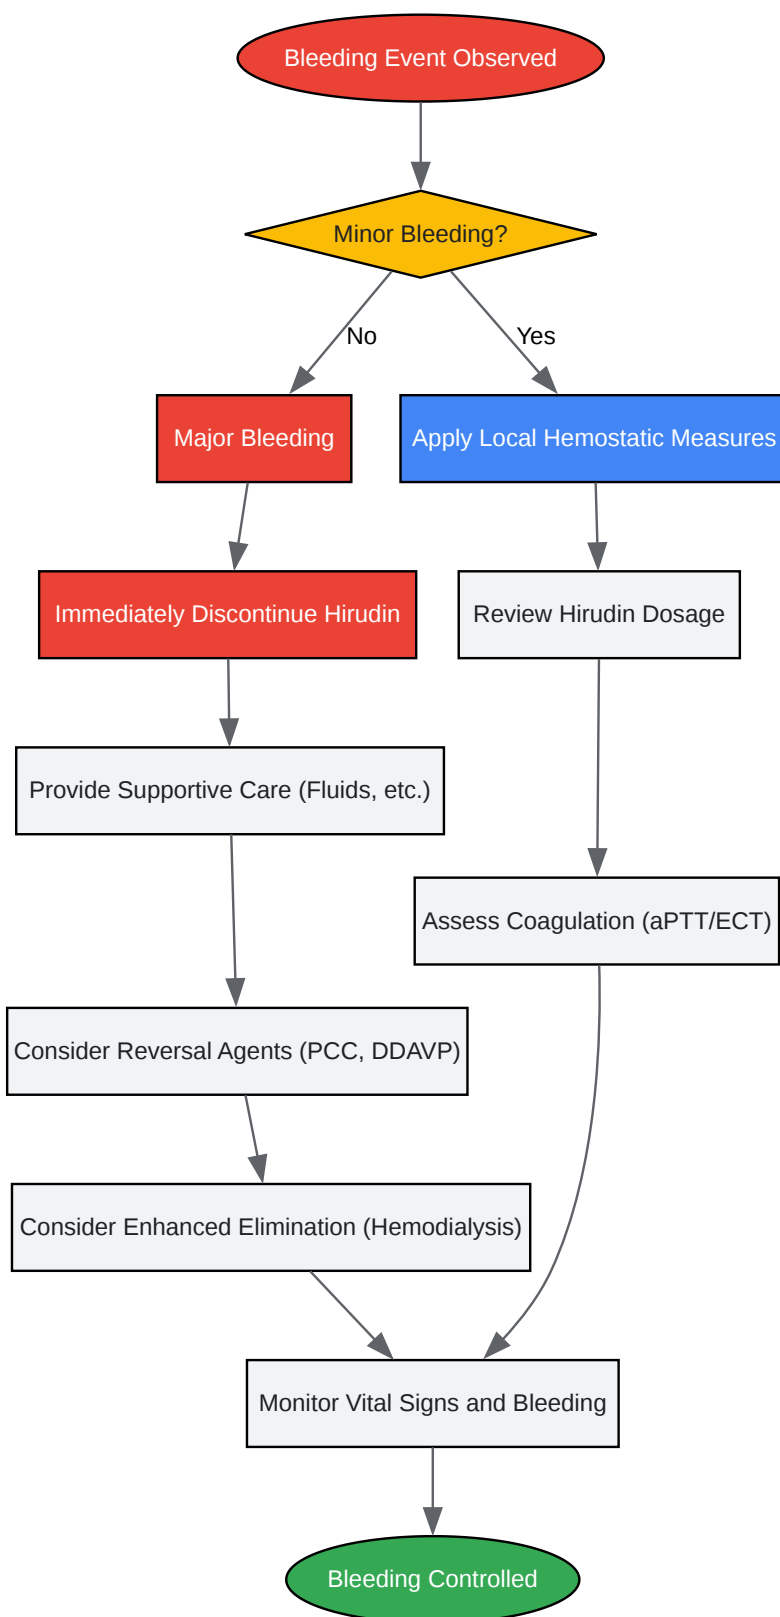 Bleeding Event Observed
Minor Bleeding?
No
Yes
Major Bleeding
Apply Local Hemostatic Measures
Immediately Discontinue Hirudin
Review Hirudin Dosage
Provide Supportive Care (Fluids, etc.)
Assess Coagulation (aPTT/ECT)
Consider Reversal Agents (PCC, DDAVP)
Consider Enhanced Elimination (Hemodialysis)
Monitor Vital Signs and Bleeding
Bleeding Controlled